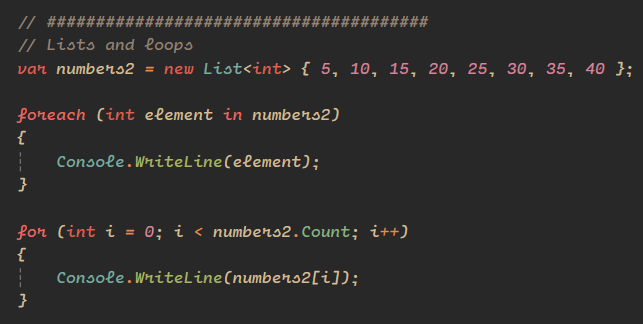 // #######################################
// Lists and loops
var numbers2 = new List<int> { 5, 10, 15, 20, 25, 30, 35, 40 };
foreach (int element in numbers2)
{
    Console.WriteLine(element);
}
for (int i = 0; i < numbers2.Count; i++)
{
    Console.WriteLine(numbers2[i]);
}